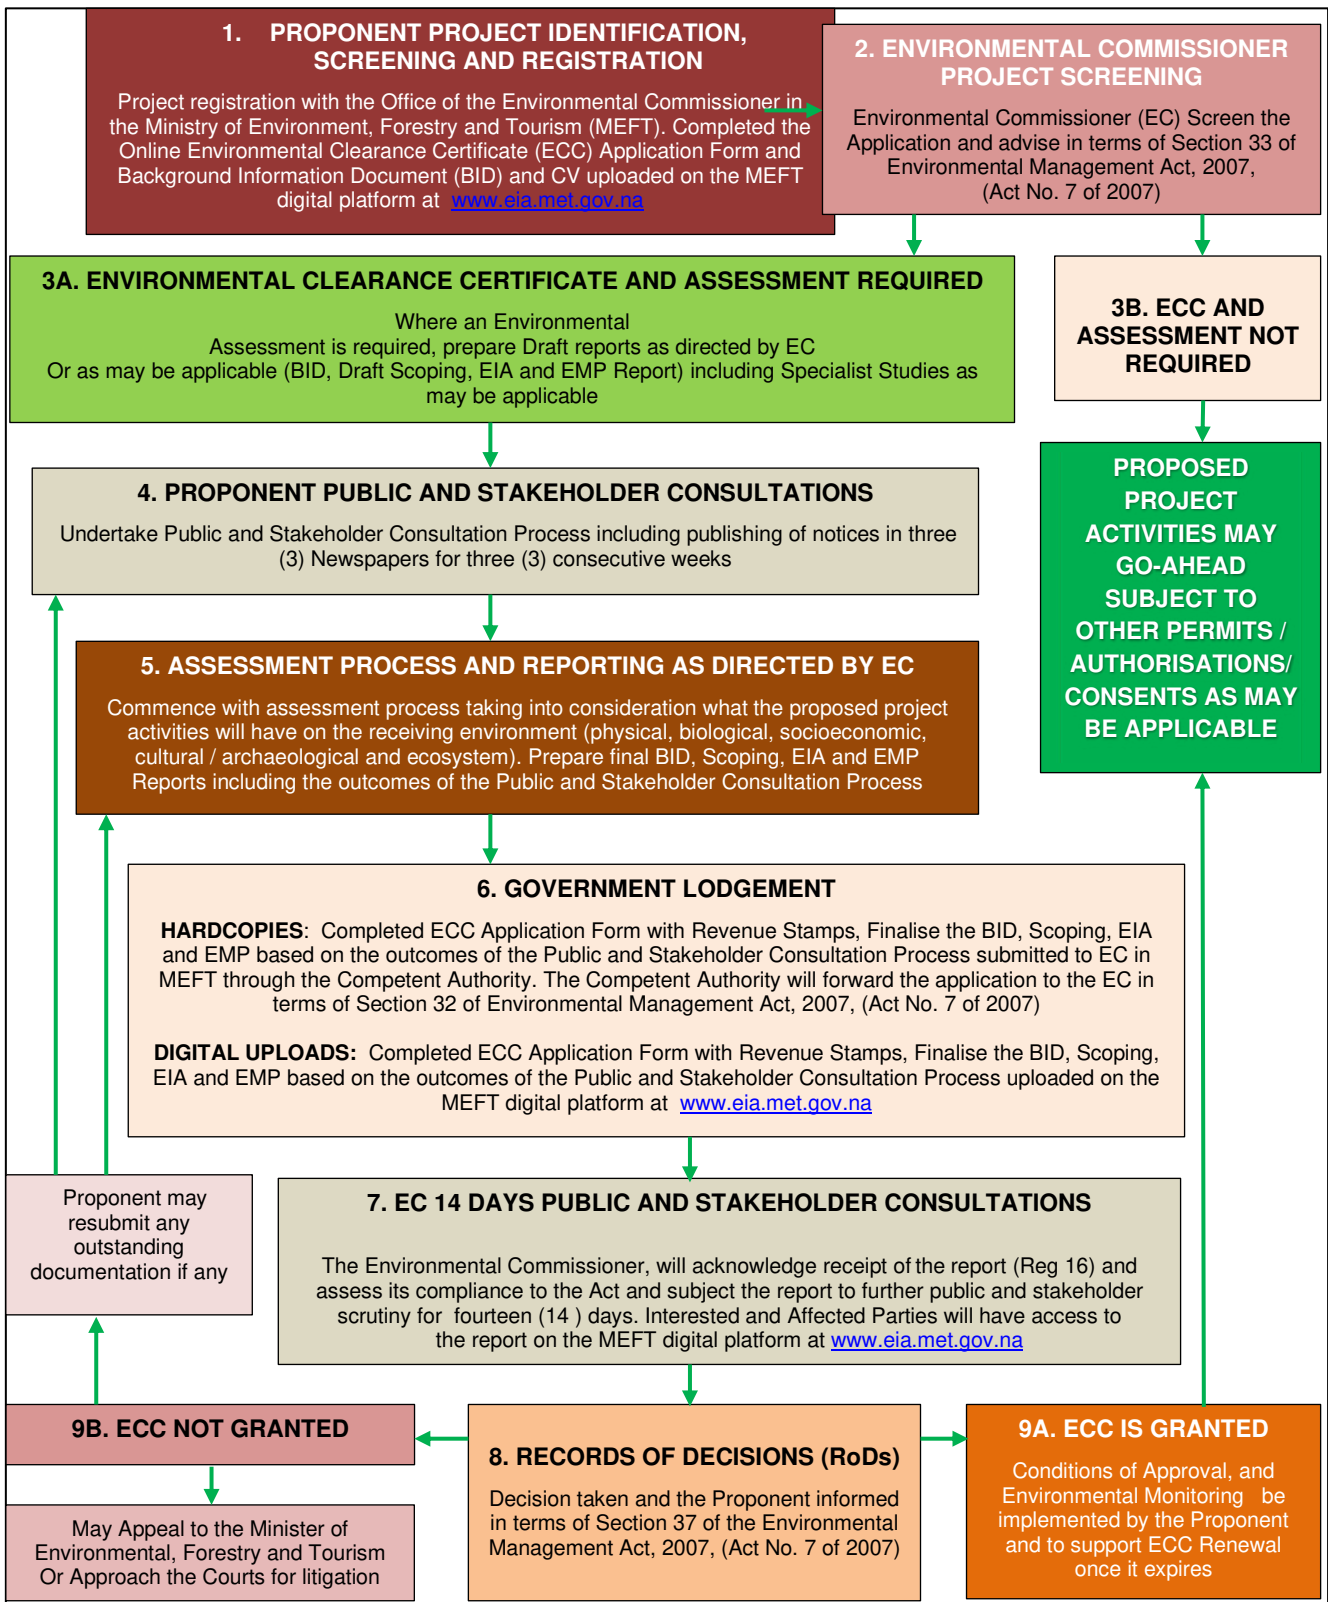 1. PROPONENT PROJECT IDENTIFICATION,
SCREENING AND REGISTRATION
Project registration with the Office of the Environmental Commissioner in
the Ministry of Environment, Forestry and Tourism (MEFT). Completed the
Online Environmental Clearance Certificate (ECC) Application Form and
Background Information Document (BID) and CV uploaded on the MEFT
digital platform at www.eia.met.gov.na
2. ENVIRONMENTAL COMMISSIONER
PROJECT SCREENING
Environmental Commissioner (EC) Screen the
Application and advise in terms of Section 33 of
Environmental Management Act, 2007,
(Act No. 7 of 2007)
3A. ENVIRONMENTAL CLEARANCE CERTIFICATE AND ASSESSMENT REQUIRED
Where an Environmental
Assessment is required, prepare Draft reports as directed by EC
Or as may be applicable (BID, Draft Scoping, EIA and EMP Report) including Specialist Studies as
may be applicable
3B. ECC AND
ASSESSMENT NOT
REQUIRED
4. PROPONENT PUBLIC AND STAKEHOLDER CONSULTATIONS
Undertake Public and Stakeholder Consultation Process including publishing of notices in three
(3) Newspapers for three (3) consecutive weeks
PROPOSED
PROJECT
ACTIVITIES MAY
GO-AHEAD
SUBJECT TO
OTHER PERMITS /
AUTHORISATIONS/
CONSENTS AS MAY
BE APPLICABLE
5. ASSESSMENT PROCESS AND REPORTING AS DIRECTED BY EC
Commence with assessment process taking into consideration what the proposed project
activities will have on the receiving environment (physical, biological, socioeconomic,
cultural / archaeological and ecosystem). Prepare final BID, Scoping, EIA and EMP
Reports including the outcomes of the Public and Stakeholder Consultation Process
6. GOVERNMENT LODGEMENT
HARDCOPIES: Completed ECC Application Form with Revenue Stamps, Finalise the BID, Scoping, EIA
and EMP based on the outcomes of the Public and Stakeholder Consultation Process submitted to EC in
MEFT through the Competent Authority. The Competent Authority will forward the application to the EC in
terms of Section 32 of Environmental Management Act, 2007, (Act No. 7 of 2007)
DIGITAL UPLOADS: Completed ECC Application Form with Revenue Stamps, Finalise the BID, Scoping,
EIA and EMP based on the outcomes of the Public and Stakeholder Consultation Process uploaded on the
MEFT digital platform at www.eia.met.gov.na
Proponent may
resubmit any
outstanding
documentation if any
7. EC 14 DAYS PUBLIC AND STAKEHOLDER CONSULTATIONS
The Environmental Commissioner, will acknowledge receipt of the report (Reg 16) and
assess its compliance to the Act and subject the report to further public and stakeholder
scrutiny for fourteen (14 ) days. Interested and Affected Parties will have access to
the report on the MEFT digital platform at www.eia.met.gov.na
9B. ECC NOT GRANTED
May Appeal to the Minister of
Environmental, Forestry and Tourism
Or Approach the Courts for litigation
8. RECORDS OF DECISIONS (RoDs)
Decision taken and the Proponent informed
in terms of Section 37 of the Environmental
Management Act, 2007, (Act No. 7 of 2007)
9A. ECC IS GRANTED
Conditions of Approval, and
Environmental Monitoring be
implemented by the Proponent
and to support ECC Renewal
once it expires